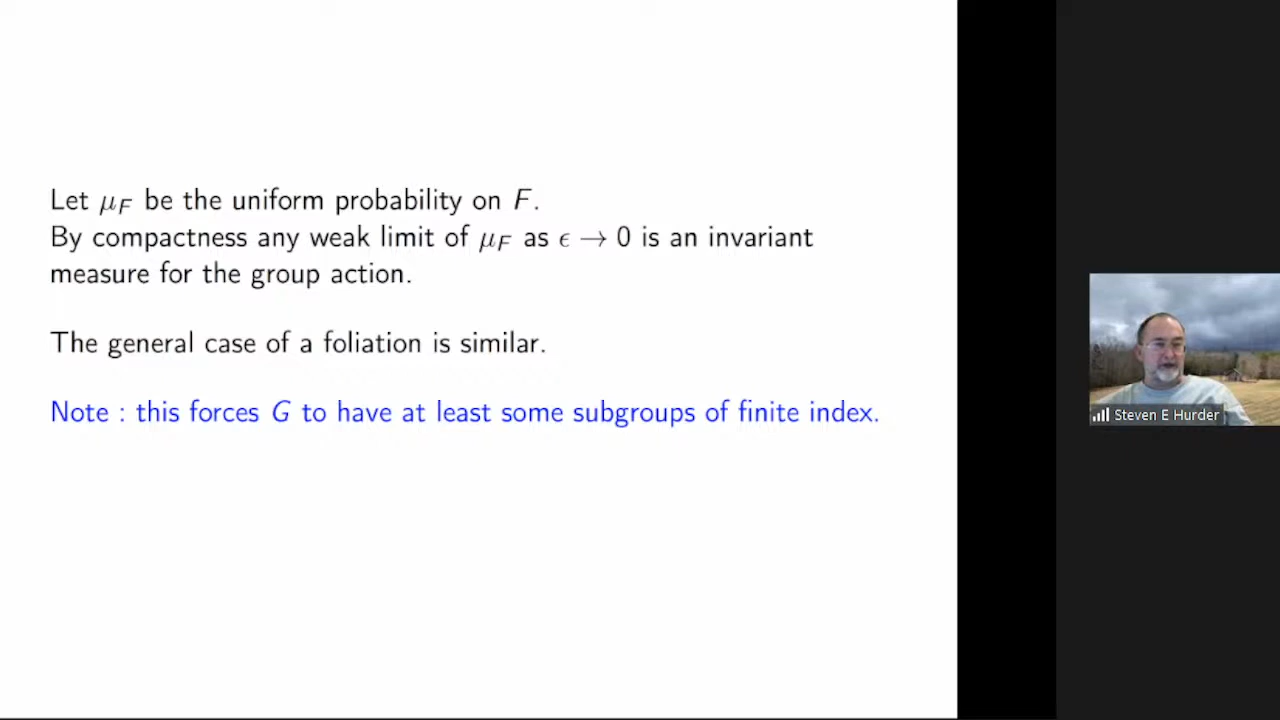 Let μ_F be the uniform probability on F.
By compactness any weak limit of μ_F as ϵ → 0 is an invariant
measure for the group action.
The general case of a foliation is similar.
Note : this forces G to have at least some subgroups of finite index.
Steven E Hurder